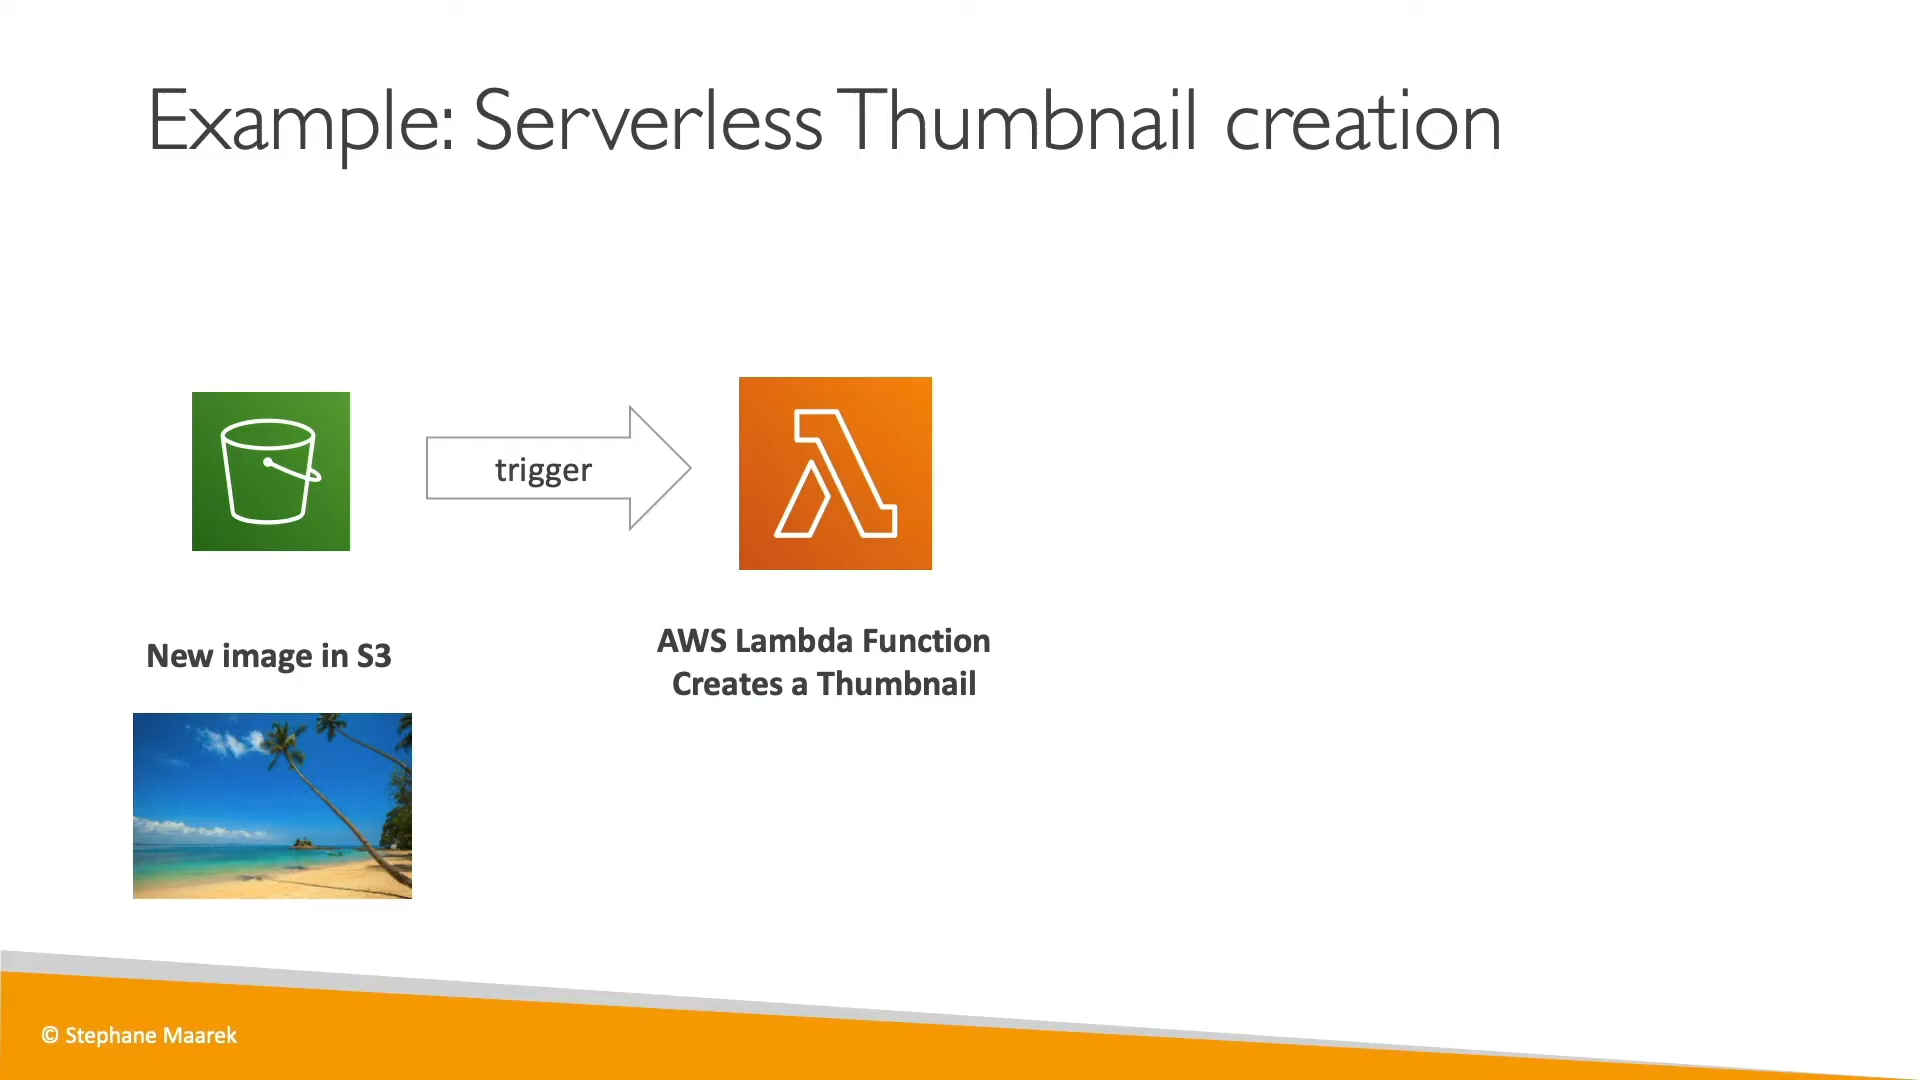 Example: Serverless Thumbnail creation
trigger
New image in S3
AWS Lambda Function
Creates a Thumbnail
© Stephane Maarek